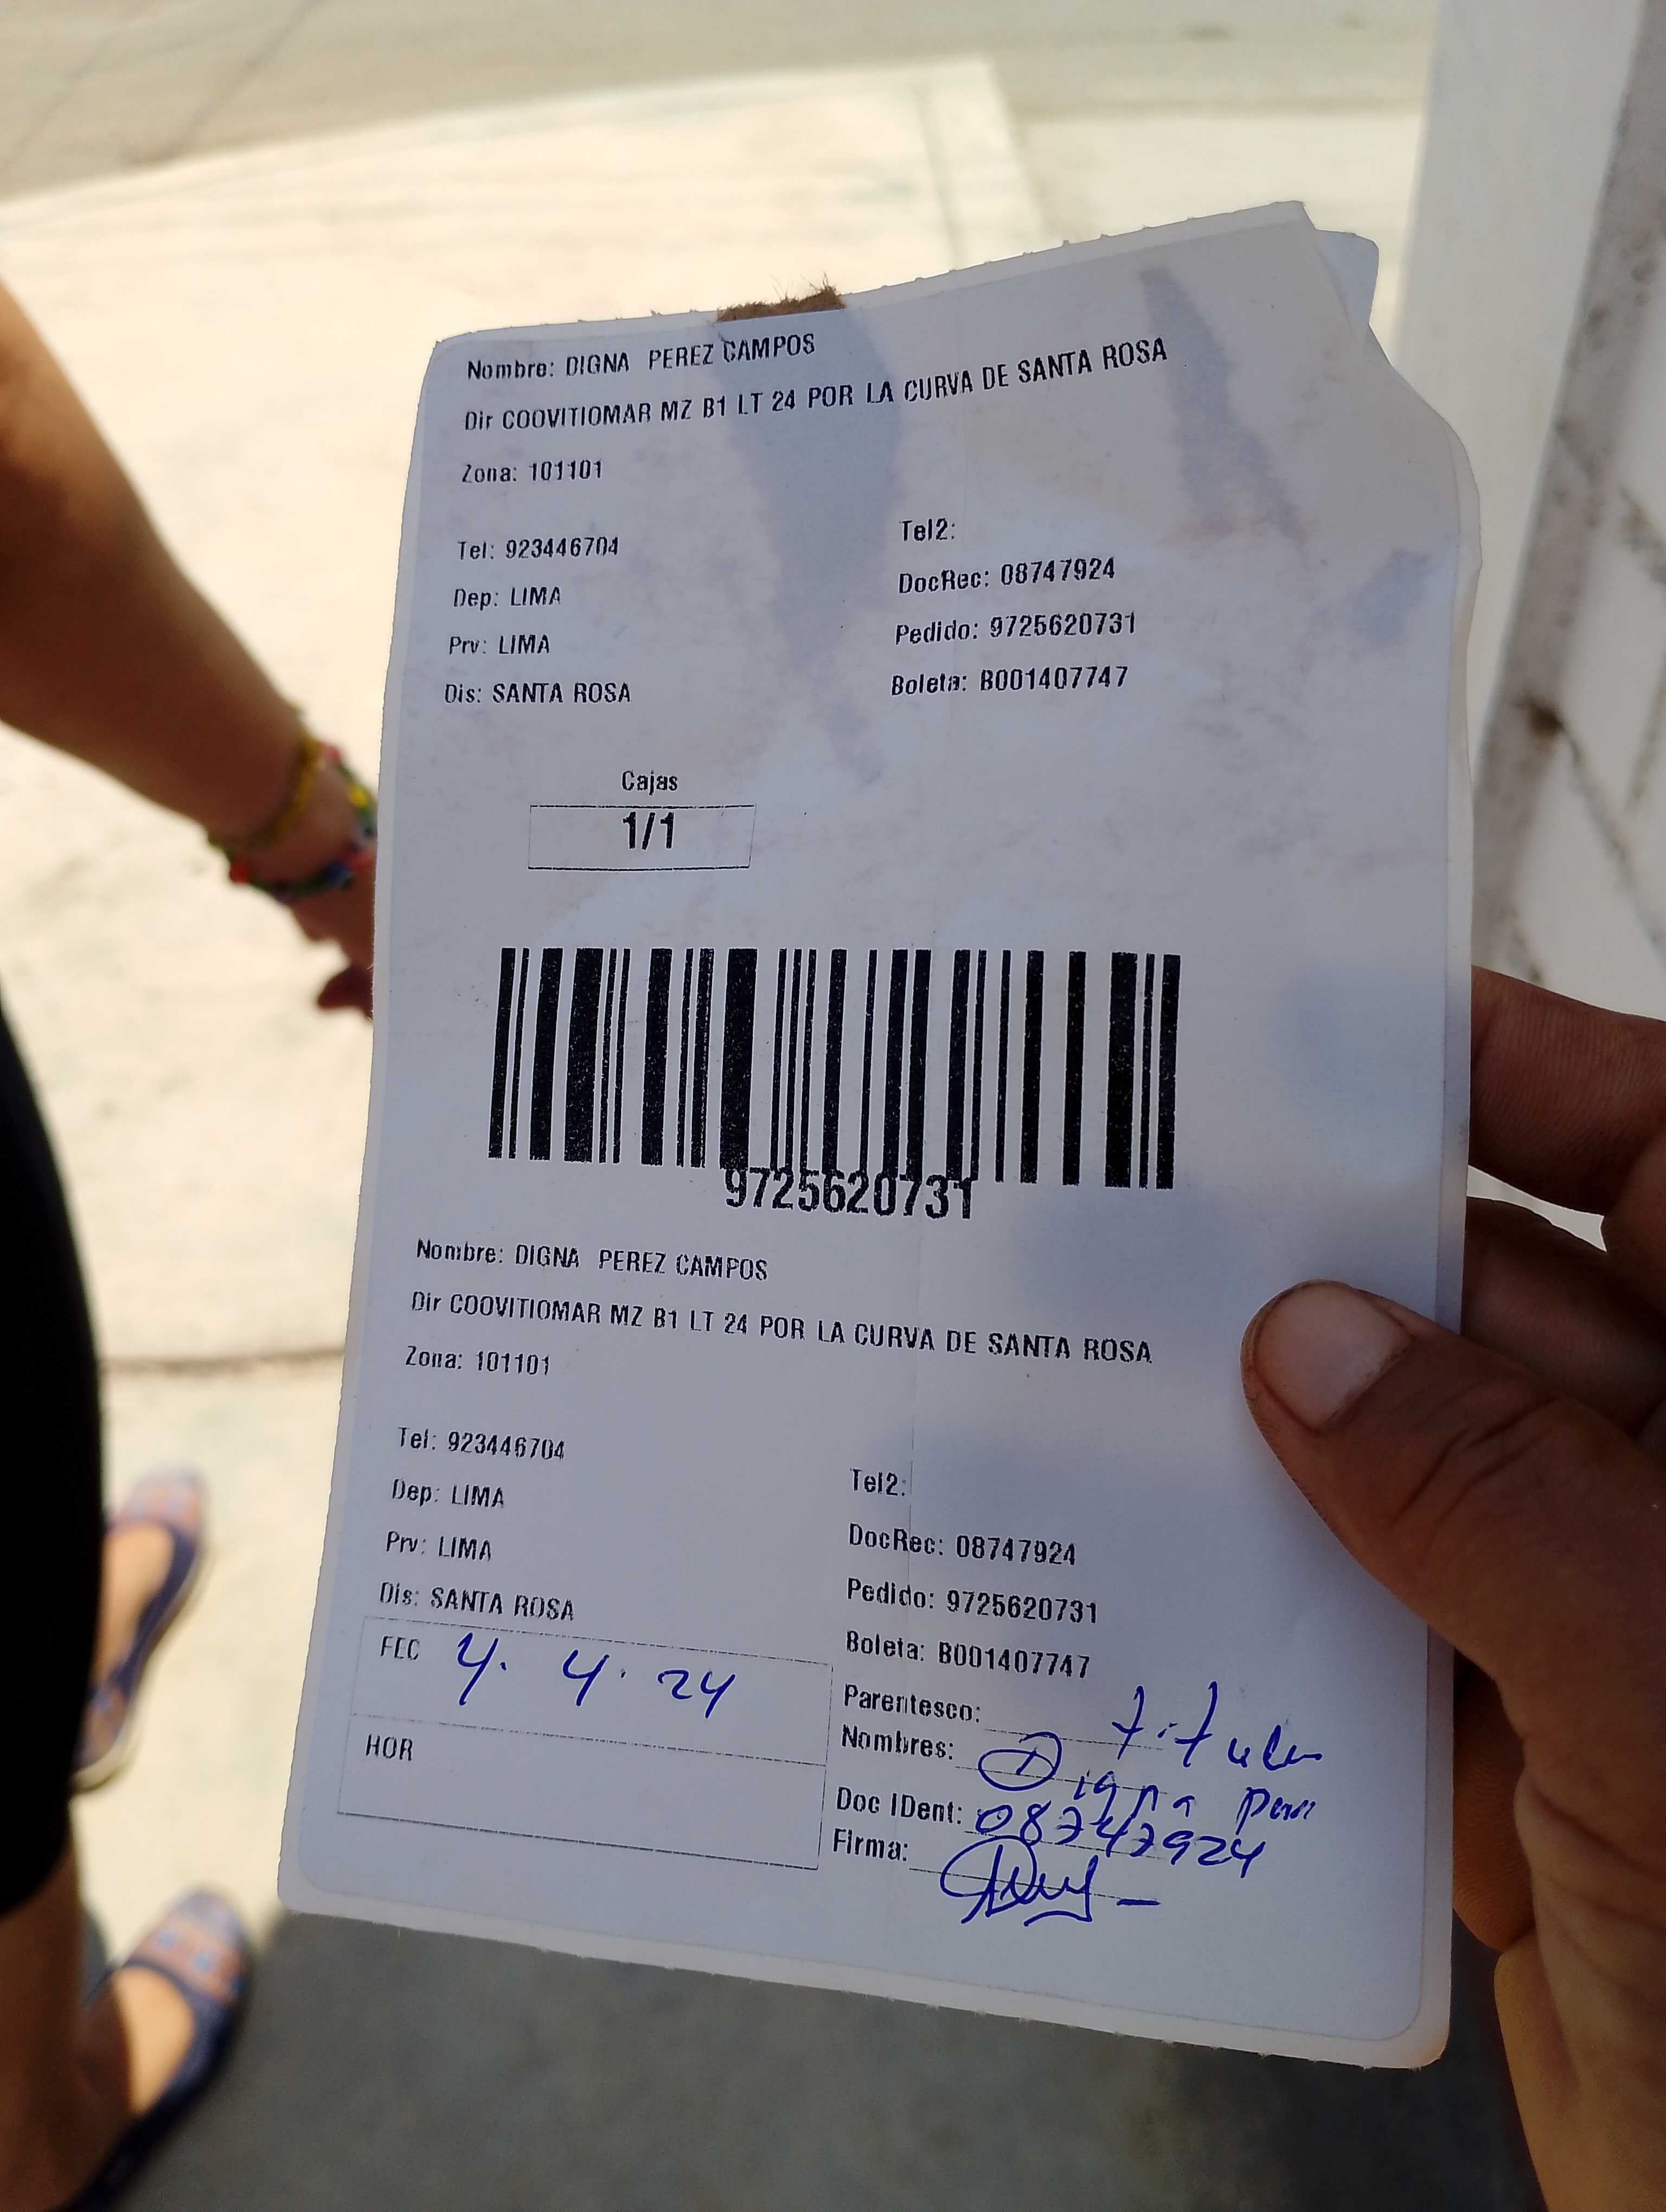 Nombre: DIGNA PEREZ CAMPOS
Dir COOVITIOMAR MZ B1 LT 24 POR LA CURVA DE SANTA ROSA
Zona: 101101
Tel: 923446704 Tel2:
Dep: LIMA DocRec: 08747924
Prv: LIMA Pedido: 9725620731
Dis: SANTA ROSA Boleta: B001407747
Cajas
1/1
9725620731
Nombre: DIGNA PEREZ CAMPOS
Dir COOVITIOMAR MZ B1 LT 24 POR LA CURVA DE SANTA ROSA
Zona: 101101
Tel: 923446704 Tel2:
Dep: LIMA DocRec: 08747924
Prv: LIMA Pedido: 9725620731
Dis: SANTA ROSA Boleta: B001407747
FEC 4. 4. 24
HOR
Parentesco: titular
Nombres: Digna
Doc IDent: 08747924
Firma: